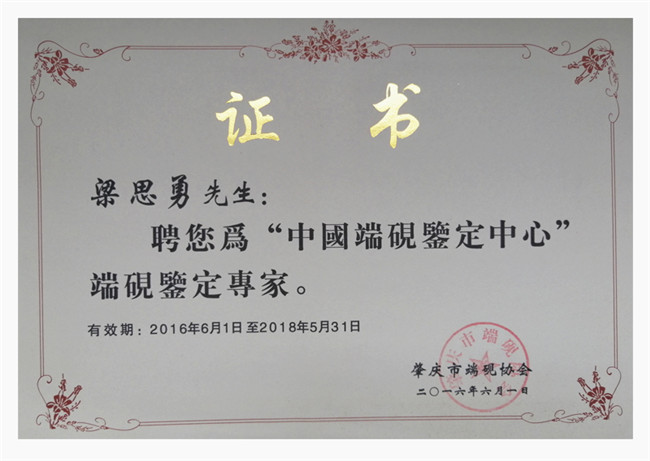 证书
梁思勇先生：
聘您爲“中國端硯鑒定中心”
端硯鑒定專家。
有效期：2016年6月1日至2018年5月31日
肇庆市端砚协会
二〇一六年六月一日